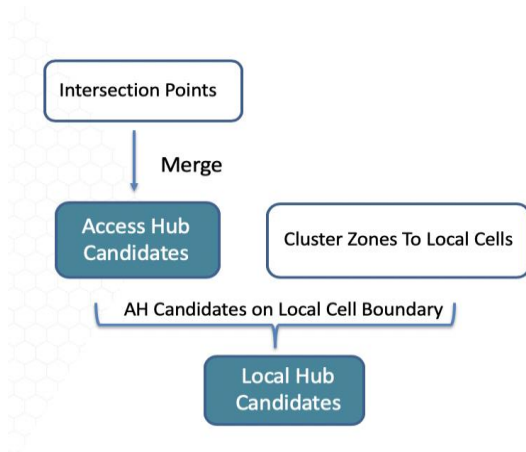 Intersection Points
Merge
Access Hub
Candidates
Cluster Zones To Local Cells
AH Candidates on Local Cell Boundary
Local Hub
Candidates